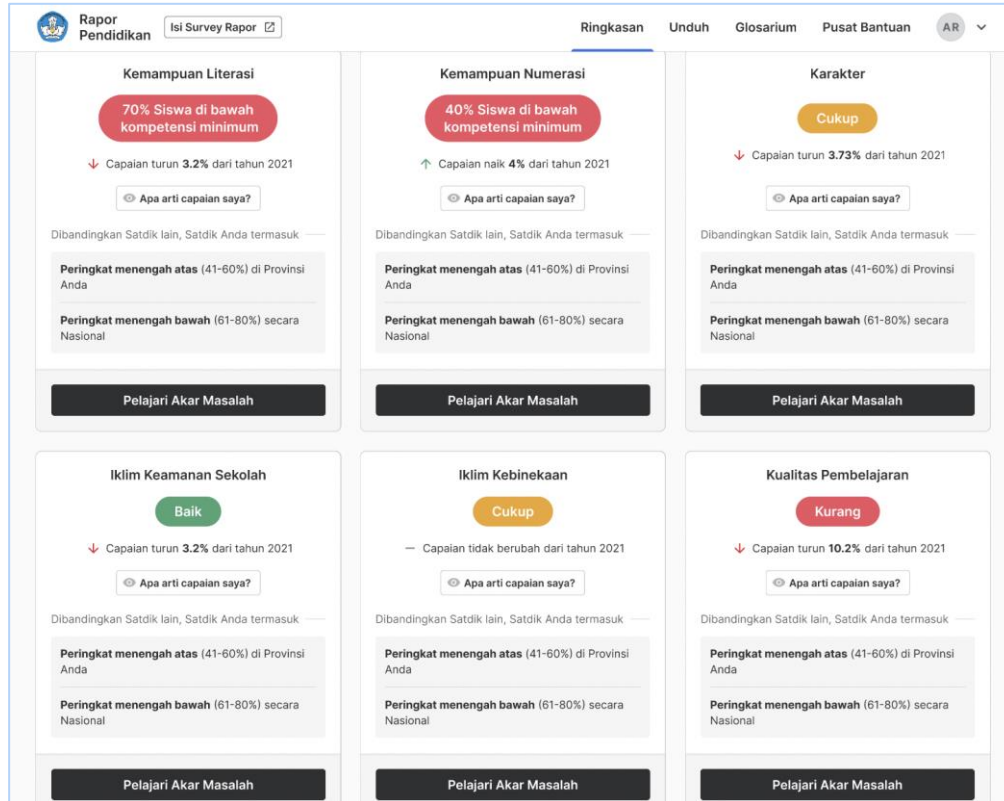 Rapor
Pendidikan
Isi Survey Rapor
Ringkasan
Unduh
Glosarium
Pusat Bantuan
AR
Kemampuan Literasi
70% Siswa di bawah
kompetensi minimum
Capaian turun 3.2% dari tahun 2021
Apa arti capaian saya?
Dibandingkan Satdik lain, Satdik Anda termasuk
Peringkat menengah atas (41-60%) di Provinsi
Anda
Peringkat menengah bawah (61-80%) secara
Nasional
Pelajari Akar Masalah
Kemampuan Numerasi
40% Siswa di bawah
kompetensi minimum
Capaian naik 4% dari tahun 2021
Apa arti capaian saya?
Dibandingkan Satdik lain, Satdik Anda termasuk
Peringkat menengah atas (41-60%) di Provinsi
Anda
Peringkat menengah bawah (61-80%) secara
Nasional
Pelajari Akar Masalah
Karakter
Cukup
Capaian turun 3.73% dari tahun 2021
Apa arti capaian saya?
Dibandingkan Satdik lain, Satdik Anda termasuk
Peringkat menengah atas (41-60%) di Provinsi
Anda
Peringkat menengah bawah (61-80%) secara
Nasional
Pelajari Akar Masalah
Iklim Keamanan Sekolah
Baik
Capaian turun 3.2% dari tahun 2021
Apa arti capaian saya?
Dibandingkan Satdik lain, Satdik Anda termasuk
Peringkat menengah atas (41-60%) di Provinsi
Anda
Peringkat menengah bawah (61-80%) secara
Nasional
Pelajari Akar Masalah
Iklim Kebinekaan
Cukup
Capaian tidak berubah dari tahun 2021
Apa arti capaian saya?
Dibandingkan Satdik lain, Satdik Anda termasuk
Peringkat menengah atas (41-60%) di Provinsi
Anda
Peringkat menengah bawah (61-80%) secara
Nasional
Pelajari Akar Masalah
Kualitas Pembelajaran
Kurang
Capaian turun 10.2% dari tahun 2021
Apa arti capaian saya?
Dibandingkan Satdik lain, Satdik Anda termasuk
Peringkat menengah atas (41-60%) di Provinsi
Anda
Peringkat menengah bawah (61-80%) secara
Nasional
Pelajari Akar Masalah